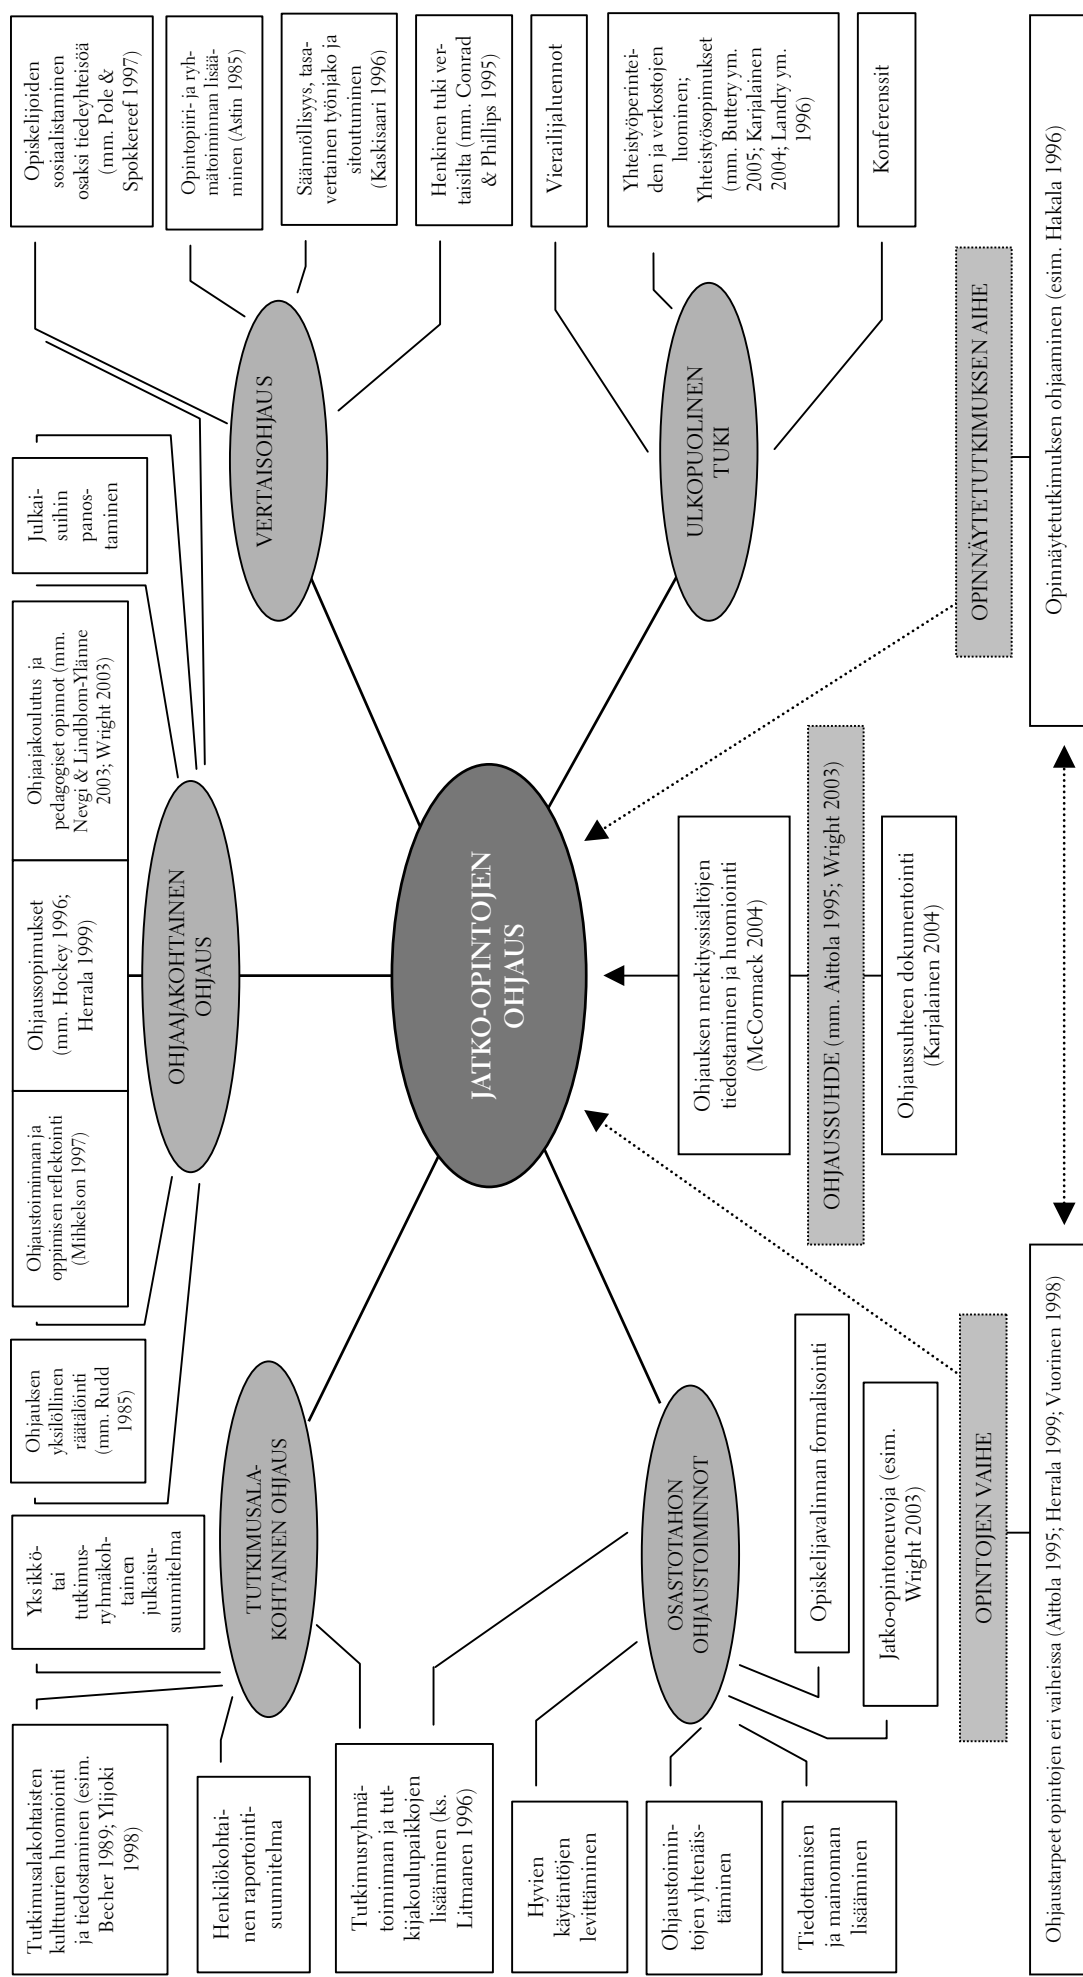 Tutkimusalakohtaisten
kulttuurien huomiointi
ja tiedostaminen (esim.
Becher 1989; Ylijoki
1998)
Yksikkö-
tai
tutkimus-
ryhmäkoh-
tainen
julkaisu-
suunnitelma
Ohjauksen
yksilöllinen
räätälöinti
(mm. Rudd
1985)
Ohjaustoiminnan ja
oppimisen reflektointi
(Mihkelson 1997)
Ohjaussopimukset
(mm. Hockey 1996;
Herrala 1999)
Ohjaajakoulutus ja
pedagogiset opinnot (mm.
Nevgi & Lindblom-Ylänne
2003; Wright 2003)
Julkai-
suihin
panos-
taminen
Opiskelijoiden
sosiaalistaminen
osaksi tiedeyhteisöä
(mm. Pole &
Spokkereef 1997)
Opintopiiri- ja ryh-
mätoiminnan lisää-
minen (Astin 1985)
Säännöllisyys, tasa-
vertainen työnjako ja
sitoutuminen
(Kaskisaari 1996)
Henkinen tuki ver-
taisilta (mm. Conrad
& Phillips 1995)
Henkilökohtai-
nen raportointi-
suunnitelma
TUTKIMUSALA-
KOHTAINEN OHJAUS
OHJAAJAKOHTAINEN
OHJAUS
VERTAISOHJAUS
Tutkimusryhmä-
toiminnan ja tut-
kijakoulupaikkojen
lisääminen (ks.
Litmanen 1996)
JATKO-OPINTOJEN
OHJAUS
Vierailijaluennot
Hyvien
käytäntöjen
levittäminen
OSASTOTAHON
OHJAUSTOIMINNOT
ULKOPUOLINEN
TUKI
Yhteistyöperintei-
den ja verkostojen
luominen;
Yhteistyösopimukset
(mm. Buttery ym.
2005; Karjalainen
2004; Landry ym.
1996)
Ohjaustoimin-
tojen yhtenäis-
täminen
Ohjauksen merkityssisältöjen
tiedostaminen ja huomiointi
(McCormack 2004)
Konferenssit
Tiedottamisen
ja mainonnan
lisääminen
Opiskelijavalinnan formalisointi
OHJAUSSUHDE (mm. Aittola 1995; Wright 2003)
Jatko-opintoneuvoja (esim.
Wright 2003)
Ohjaussuhteen dokumentointi
(Karjalainen 2004)
OPINTOJEN VAIHE
OPINNÄYTETUTKIMUKSEN AIHE
Ohjaustarpeet opintojen eri vaiheissa (Aittola 1995; Herrala 1999; Vuorinen 1998)
Opinnäytetutkimuksen ohjaaminen (esim. Hakala 1996)